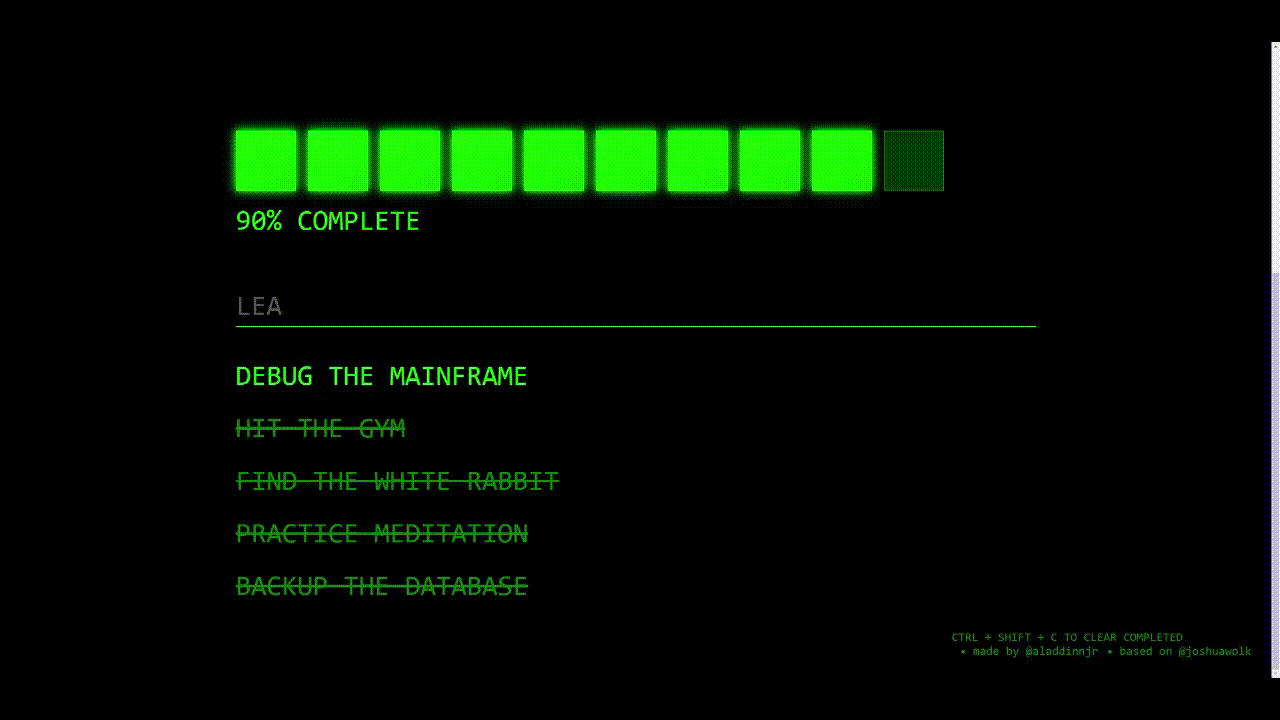 90% COMPLETE
LEA
DEBUG THE MAINFRAME
HIT THE GYM
FIND THE WHITE RABBIT
PRACTICE MEDITATION
BACKUP THE DATABASE
CTRL + SHIFT + C TO CLEAR COMPLETED
• made by @aladdinnjr • based on @joshuawolk